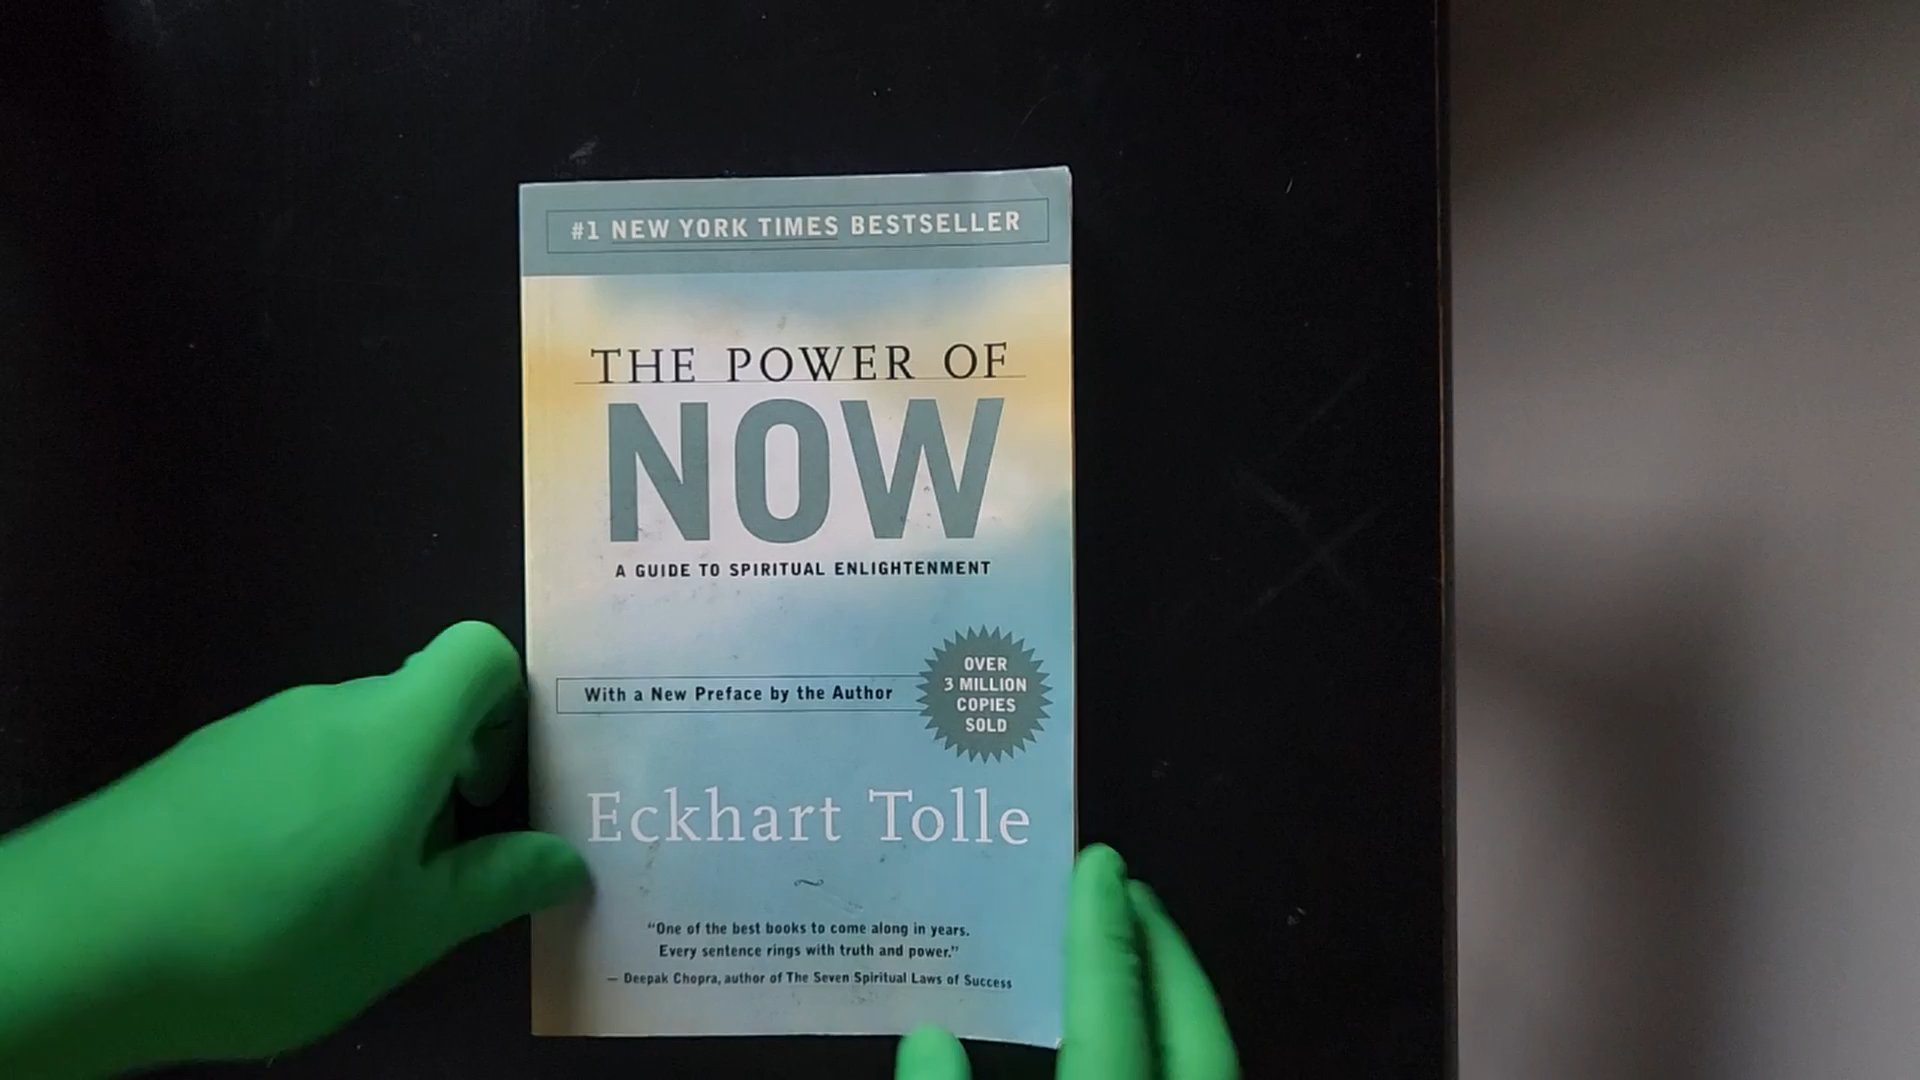 #1 NEW YORK TIMES BESTSELLER
THE POWER OF
NOW
A GUIDE TO SPIRITUAL ENLIGHTENMENT
With a New Preface by the Author
OVER
3 MILLION
COPIES
SOLD
Eckhart Tolle
“One of the best books to come along in years.
Every sentence rings with truth and power.”
— Deepak Chopra, author of The Seven Spiritual Laws of Success